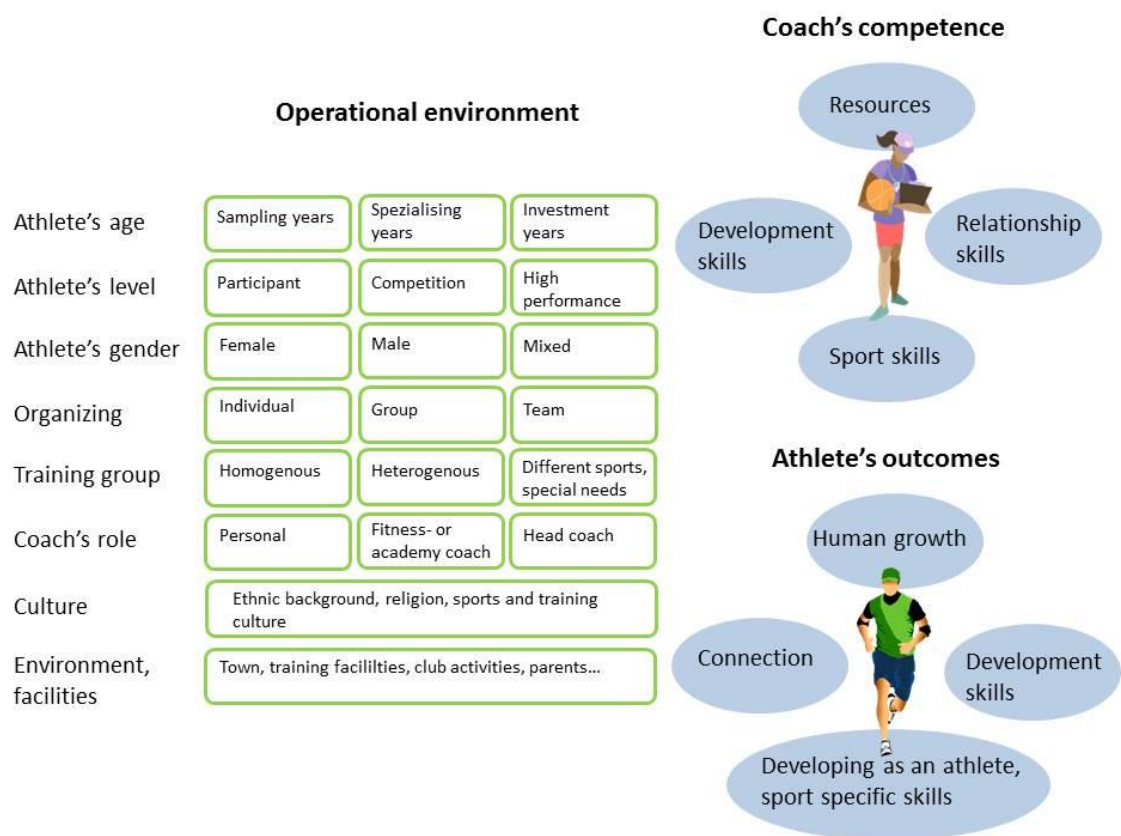 Coach's competence
Resources
Development
skills
Relationship
skills
Sport skills
Operational environment
Athlete's age
Sampling years
Spezialising
years
Investment
years
Athlete's level
Participant
Competition
High
performance
Athlete's gender
Female
Male
Mixed
Organizing
Individual
Group
Team
Training group
Homogenous
Heterogenous
Different sports,
special needs
Coach's role
Personal
Fitness- or
academy coach
Head coach
Culture
Ethnic background, religion, sports and training
culture
Environment,
facilities
Town, training facililties, club activities, parents...
Athlete's outcomes
Human growth
Connection
Development
skills
Developing as an athlete,
sport specific skills